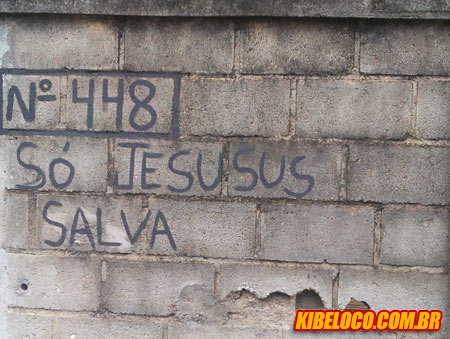 Nº 448
SÓ JESUSUS
SALVA
KIBELOCO.COM.BR